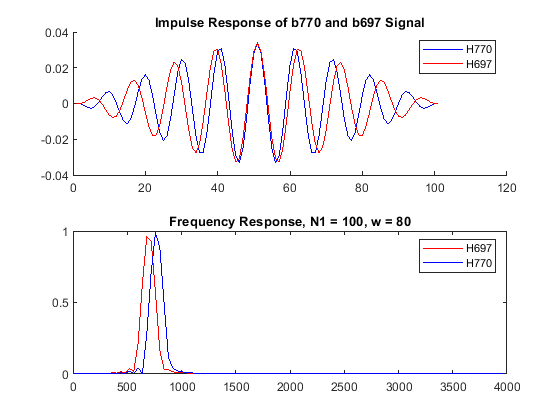 Impulse Response of b770 and b697 Signal
0.04
0.02
0
-0.02
-0.04
H770
H697
0 20 40 60 80 100 120
Frequency Response, N1 = 100, w = 80
1
0.5
0
H697
H770
0 500 1000 1500 2000 2500 3000 3500 4000